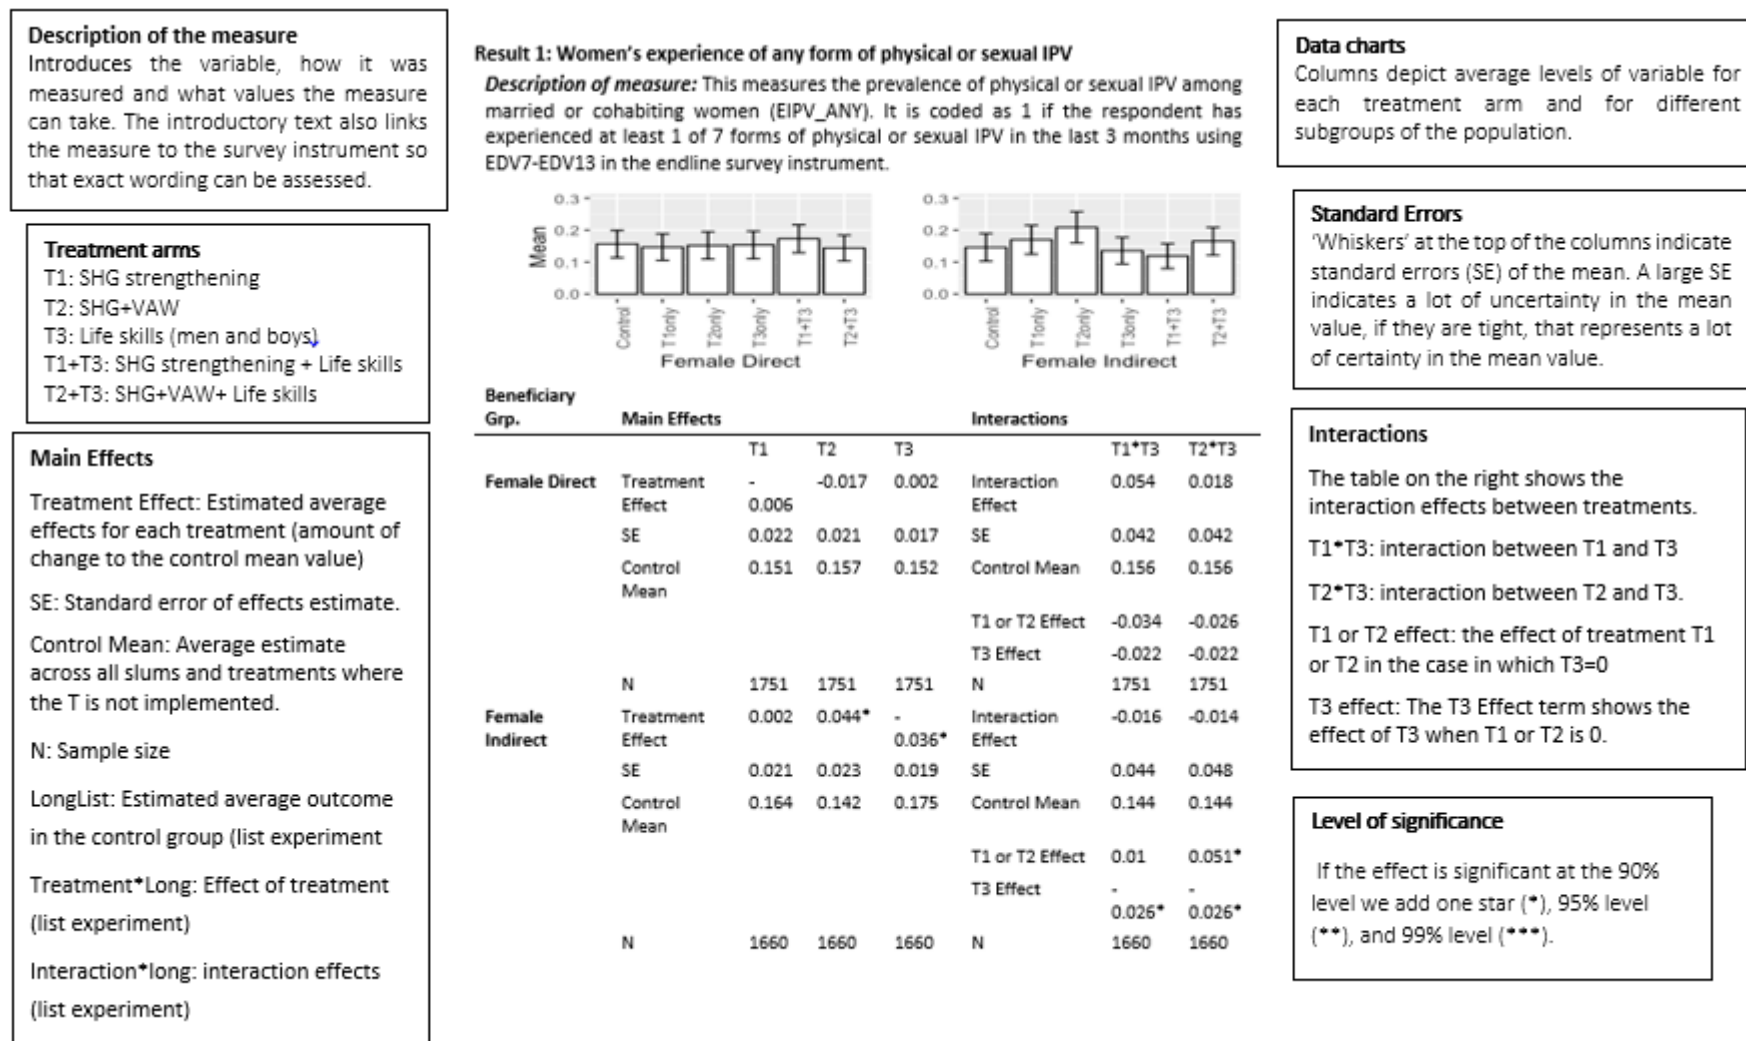 Description of the measure
Introduces the variable, how it was
measured and what values the measure
can take. The introductory text also links
the measure to the survey instrument so
that exact wording can be assessed.
Treatment arms
T1: SHG strengthening
T2: SHG+VAW
T3: Life skills (men and boys)
T1+T3: SHG strengthening + Life skills
T2+T3: SHG+VAW+ Life skills
Main Effects
Treatment Effect: Estimated average
effects for each treatment (amount of
change to the control mean value)
SE: Standard error of effects estimate.
Control Mean: Average estimate
across all slums and treatments where
the T is not implemented.
N: Sample size
LongList: Estimated average outcome
in the control group (list experiment
Treatment*Long: Effect of treatment
(list experiment)
Interaction*long: interaction effects
(list experiment)
Result 1: Women's experience of any form of physical or sexual IPV
Description of measure: This measures the prevalence of physical or sexual IPV among
married or cohabiting women (EIPV_ANY). It is coded as 1 if the respondent has
experienced at least 1 of 7 forms of physical or sexual IPV in the last 3 months using
EDV7-EDV13 in the endline survey instrument.
Mean
0.3
0.2
0.1
0.0
Control
T1only
T2only
T3only
T1+T3
T2+T3
Female Direct
0.3
0.2
0.1
0.0
Control
T1only
T2only
T3only
T1+T3
T2+T3
Female Indirect
Beneficiary
Grp. Main Effects Interactions
T1 T2 T3 T1*T3 T2*T3
Female Direct Treatment - -0.017 0.002 Interaction 0.054 0.018
Effect 0.006 Effect
SE 0.022 0.021 0.017 SE 0.042 0.042
Control 0.151 0.157 0.152 Control Mean 0.156 0.156
Mean
T1 or T2 Effect -0.034 -0.026
T3 Effect -0.022 -0.022
N 1751 1751 1751 N 1751 1751
Female Treatment 0.002 0.044* - Interaction -0.016 -0.014
Indirect Effect 0.036* Effect
SE 0.021 0.023 0.019 SE 0.044 0.048
Control 0.164 0.142 0.175 Control Mean 0.144 0.144
Mean
T1 or T2 Effect 0.01 0.051*
T3 Effect - -
0.026* 0.026*
N 1660 1660 1660 N 1660 1660
Data charts
Columns depict average levels of variable for
each treatment arm and for different
subgroups of the population.
Standard Errors
'Whiskers' at the top of the columns indicate
standard errors (SE) of the mean. A large SE
indicates a lot of uncertainty in the mean
value, if they are tight, that represents a lot
of certainty in the mean value.
Interactions
The table on the right shows the
interaction effects between treatments.
T1*T3: interaction between T1 and T3
T2*T3: interaction between T2 and T3.
T1 or T2 effect: the effect of treatment T1
or T2 in the case in which T3=0
T3 effect: The T3 Effect term shows the
effect of T3 when T1 or T2 is 0.
Level of significance
If the effect is significant at the 90%
level we add one star (*), 95% level
(**), and 99% level (***).